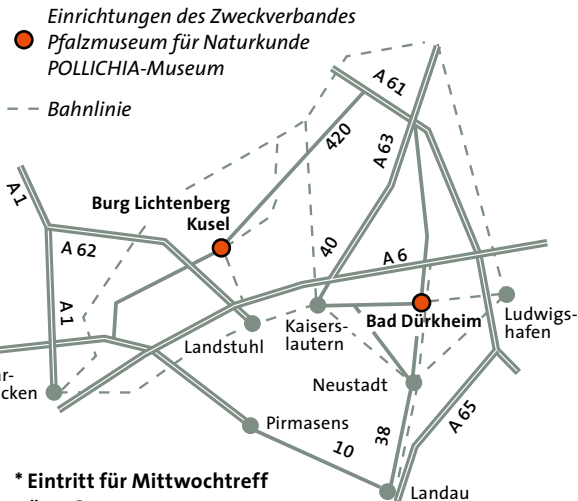 Einrichtungen des Zweckverbandes
Pfalzmuseum für Naturkunde
POLLICHIA-Museum
Bahnlinie
A 61
420
A 63
A 1
Burg Lichtenberg
Kusel
A 62
40
A 6
A 1
Kaisers-
lautern
Bad Dürkheim
Ludwigs-
hafen
Landstuhl
Neustadt
cken
Pirmasens
A 65
38
10
* Eintritt für Mittwochtreff
Landau